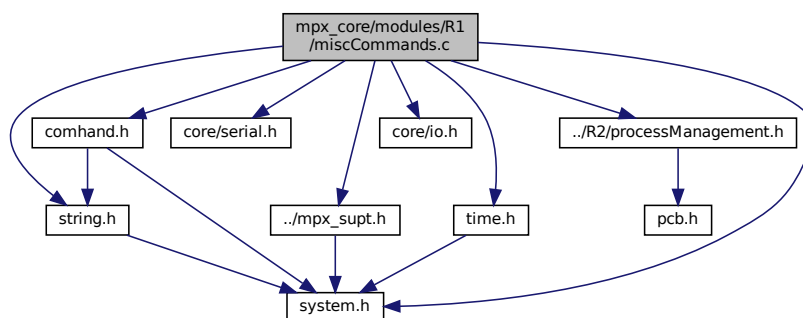 mpx_core/modules/R1
/miscCommands.c
comhand.h
core/serial.h
core/io.h
../R2/processManagement.h
string.h
../mpx_supt.h
time.h
pcb.h
system.h